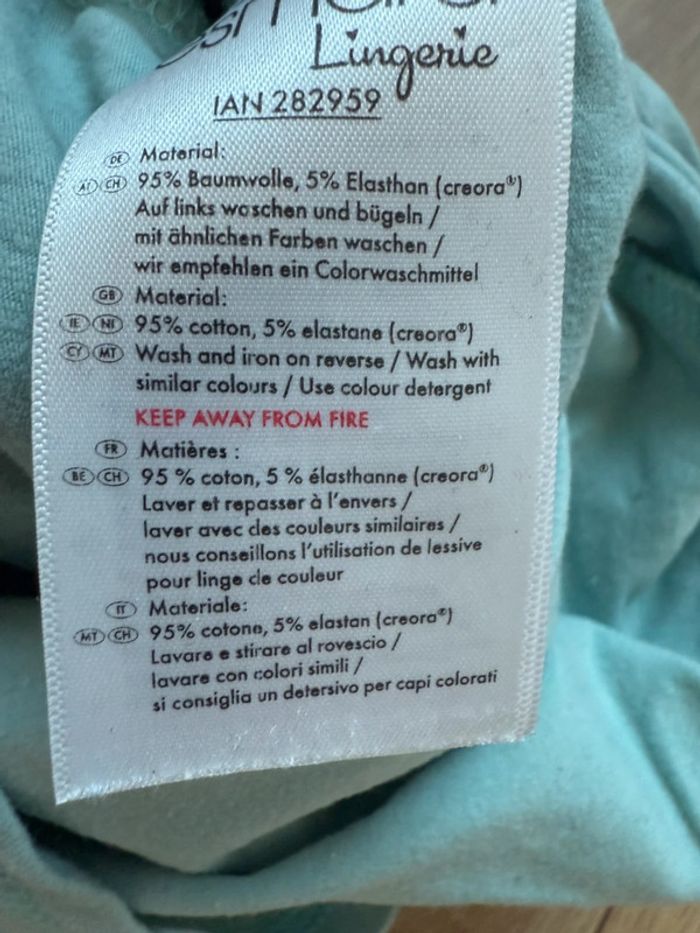 Lingerie
IAN 282959
DE Material:
AT CH 95% Baumwolle, 5% Elasthan (creora®)
Auf links waschen und bügeln /
mit ähnlichen Farben waschen /
wir empfehlen ein Colorwaschmittel
GB Material:
IE NI 95% cotton, 5% elastane (creora®)
CY MT Wash and iron on reverse / Wash with
similar colours / Use colour detergent
KEEP AWAY FROM FIRE
FR Matières :
BE CH 95 % coton, 5 % élasthanne (creora®)
Laver et repasser à l'envers /
laver avec des couleurs similaires /
nous conseillons l'utilisation de lessive
pour linge de couleur
IT Materiale:
MT CH 95% cotone, 5% elastan (creora®)
Lavare e stirare al rovescio /
lavare con colori simili /
si consiglia un detersivo per capi colorati